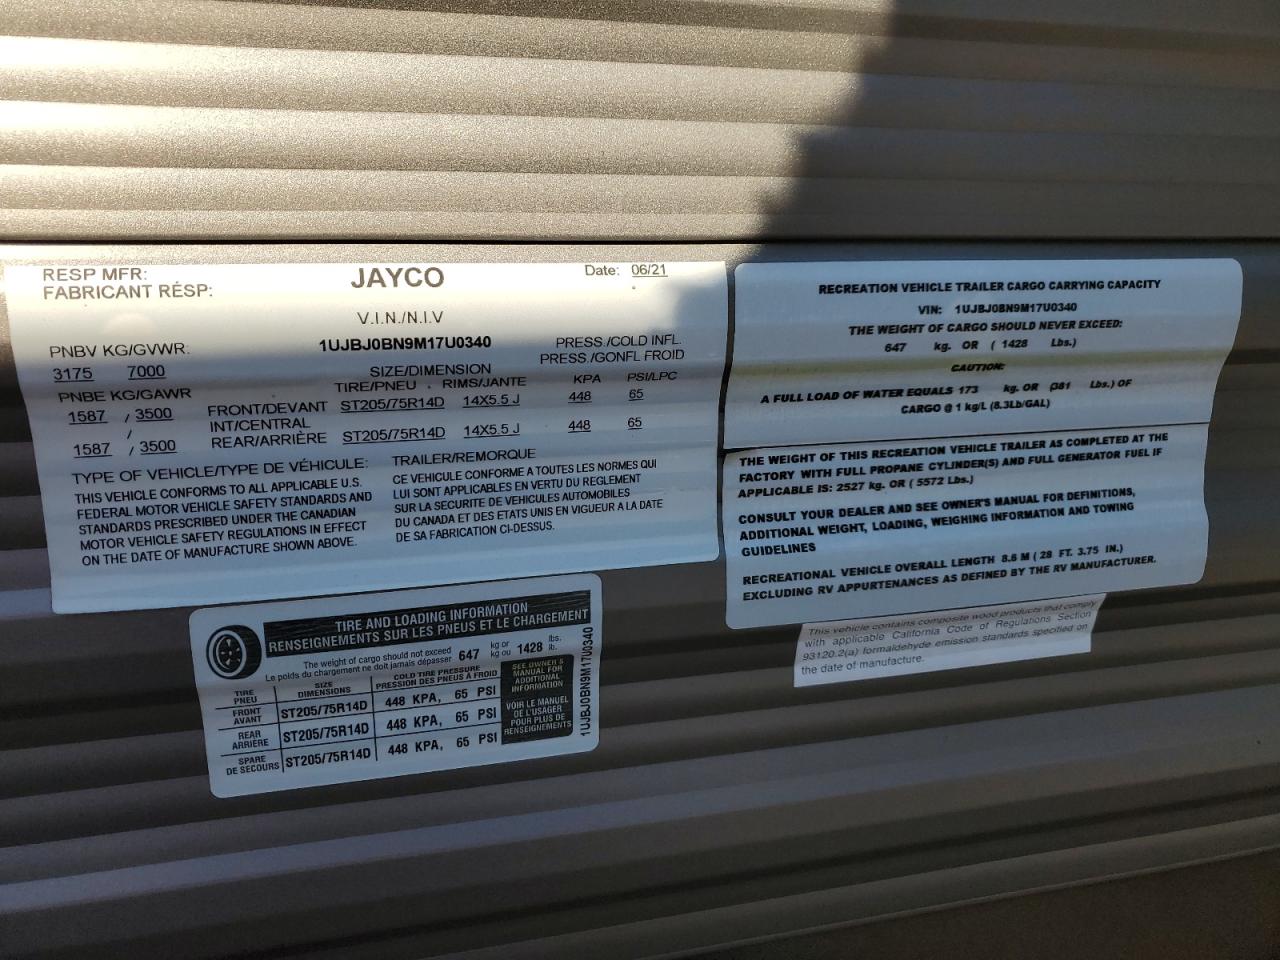 RESP MFR: JAYCO Date: 06/21
FABRICANT RÉSP:
V.I.N./N.I.V
PNBV KG/GVWR: 1UJBJ0BN9M17U0340 PRESS./COLD INFL.
3175 7000 SIZE/DIMENSION PRESS./GONFL FROID
PNBE KG/GAWR TIRE/PNEU . RIMS/JANTE KPA PSI/LPC
1587 / 3500 FRONT/DEVANT ST205/75R14D 14X5.5 J 448 65
/ INT/CENTRAL
1587 / 3500 REAR/ARRIÈRE ST205/75R14D 14X5.5 J 448 65
TYPE OF VEHICLE/TYPE DE VÉHICULE: TRAILER/REMORQUE
THIS VEHICLE CONFORMS TO ALL APPLICABLE U.S.
FEDERAL MOTOR VEHICLE SAFETY STANDARDS AND
STANDARDS PRESCRIBED UNDER THE CANADIAN
MOTOR VEHICLE SAFETY REGULATIONS IN EFFECT
ON THE DATE OF MANUFACTURE SHOWN ABOVE.
CE VEHICULE CONFORME A TOUTES LES NORMES QUI
LUI SONT APPLICABLES EN VERTU DU REGLEMENT
SUR LA SECURITE DE VEHICULES AUTOMOBILES
DU CANADA ET DES ETATS UNIS EN VIGUEUR A LA DATE
DE SA FABRICATION CI-DESSUS.
RECREATION VEHICLE TRAILER CARGO CARRYING CAPACITY
VIN: 1UJBJ0BN9M17U0340
THE WEIGHT OF CARGO SHOULD NEVER EXCEED:
647 kg. OR ( 1428 Lbs.)
CAUTION:
A FULL LOAD OF WATER EQUALS 173 kg. OR (381 Lbs.) OF
CARGO @ 1 kg/L (8.3Lb/GAL)
THE WEIGHT OF THIS RECREATION VEHICLE TRAILER AS COMPLETED AT THE
FACTORY WITH FULL PROPANE CYLINDER(S) AND FULL GENERATOR FUEL IF
APPLICABLE IS: 2527 kg. OR ( 5572 Lbs.)
CONSULT YOUR DEALER AND SEE OWNER'S MANUAL FOR DEFINITIONS,
ADDITIONAL WEIGHT, LOADING, WEIGHING INFORMATION AND TOWING
GUIDELINES
RECREATIONAL VEHICLE OVERALL LENGTH 8.6 M ( 28 FT. 3.75 IN.)
EXCLUDING RV APPURTENANCES AS DEFINED BY THE RV MANUFACTURER.
This vehicle contains composite wood products that comply
with applicable California Code of Regulations Section
93120.2(a) formaldehyde emission standards specified on
the date of manufacture.
TIRE AND LOADING INFORMATION
RENSEIGNEMENTS SUR LES PNEUS ET LE CHARGEMENT
The weight of cargo should not exceed 647 kg or 1428 lbs.
Le poids du chargement ne doit jamais dépasser kg ou lb.
TIRE SIZE COLD TIRE PRESSURE
PNEU DIMENSIONS PRESSION DES PNEUS À FROID
FRONT ST205/75R14D 448 KPA, 65 PSI
AVANT
REAR ST205/75R14D 448 KPA, 65 PSI
ARRIÈRE
SPARE ST205/75R14D 448 KPA, 65 PSI
DE SECOURS
SEE OWNER'S
MANUAL FOR
ADDITIONAL
INFORMATION
VOIR LE MANUEL
DE L'USAGER
POUR PLUS DE
RENSEIGNEMENTS
1UJBJ0BN9M17U0340